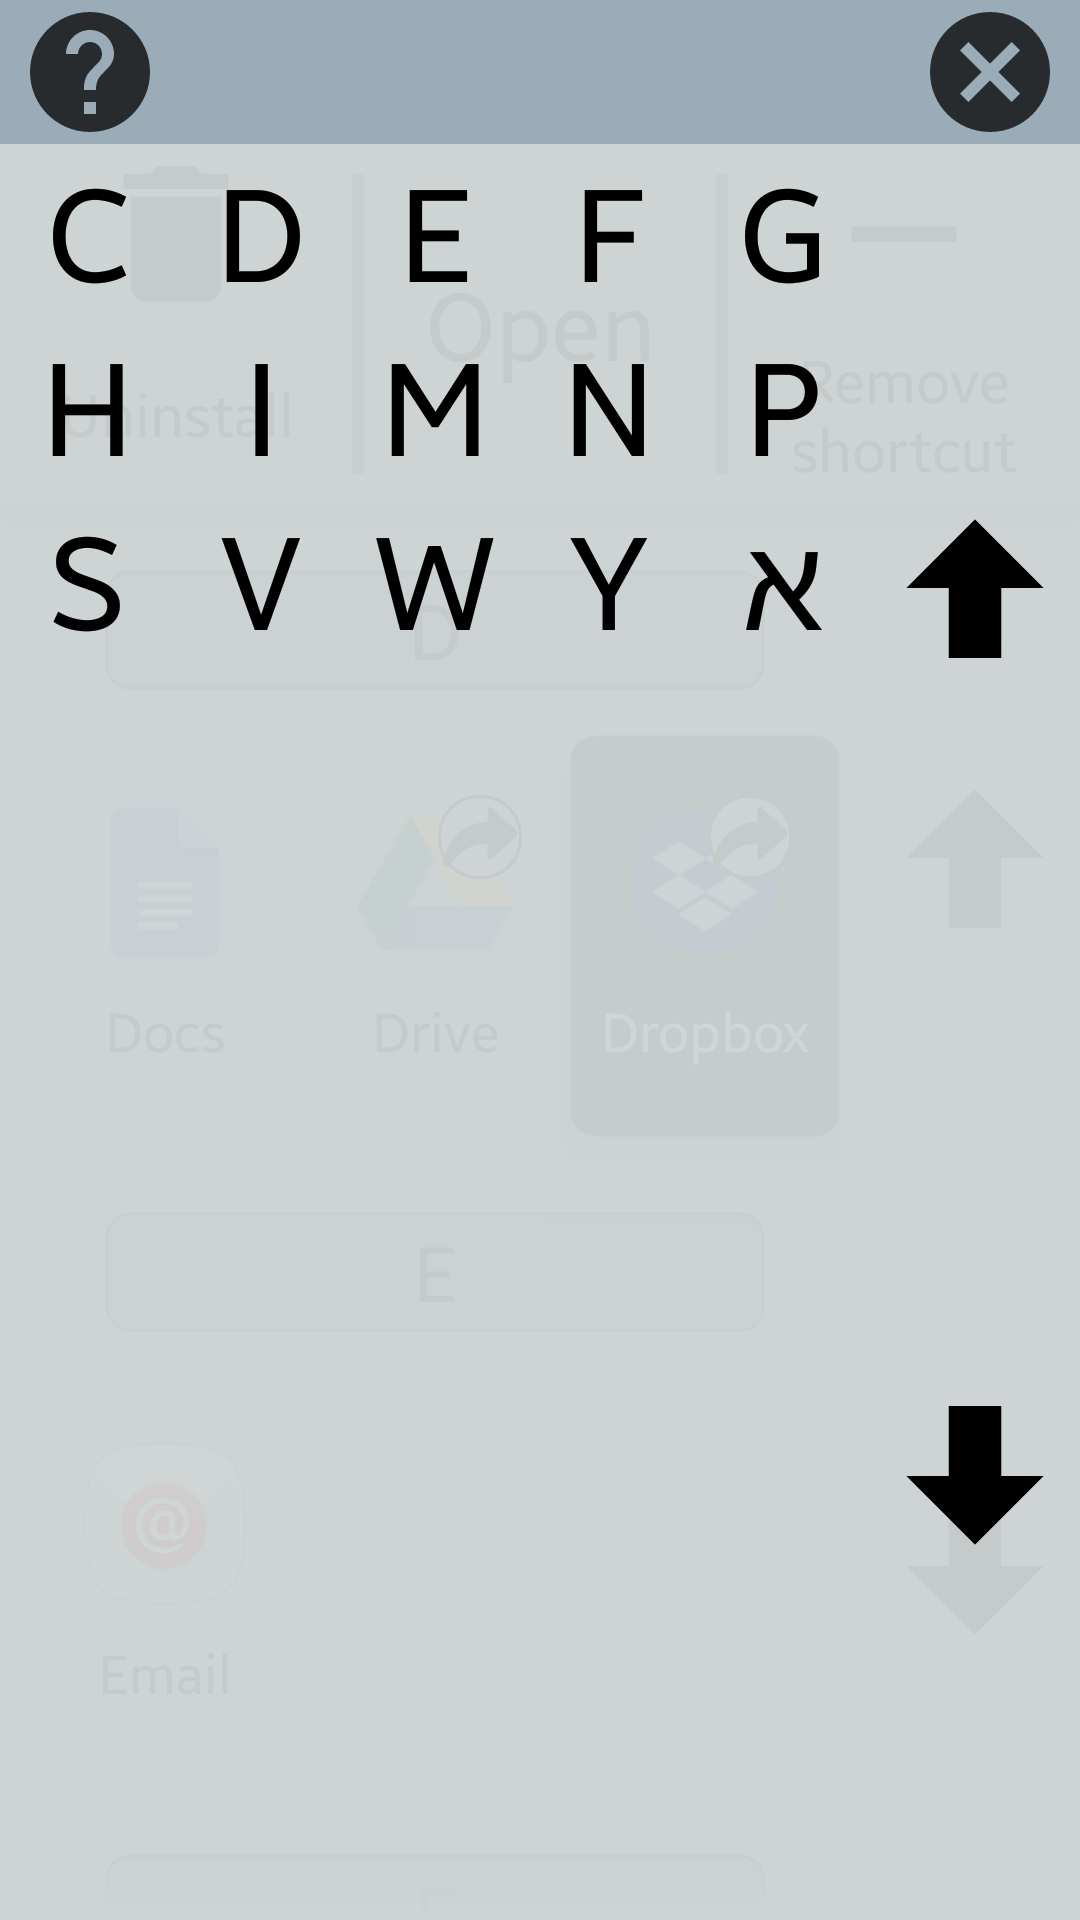 C D E F G
Open
Uninstall
Remove
shortcut
H I M N P
S V W Y א
D
Docs Drive Dropbox
E
@
Email